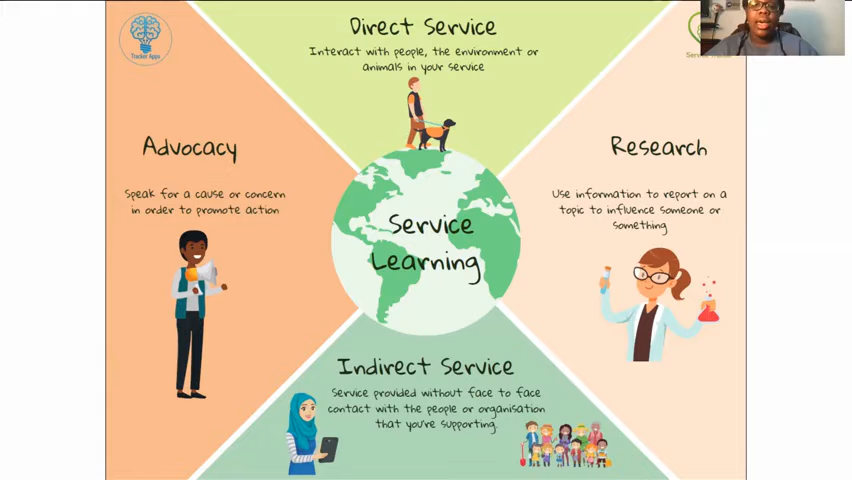 Tracker Apps
Direct Service
Interact with people, the environment or
animals in your service
Advocacy
Speak for a cause or concern
in order to promote action
Research
Use information to report on a
topic to influence someone or
something
Service
Learning
Indirect Service
Service provided without face to face
contact with the people or organisation
that you're supporting.